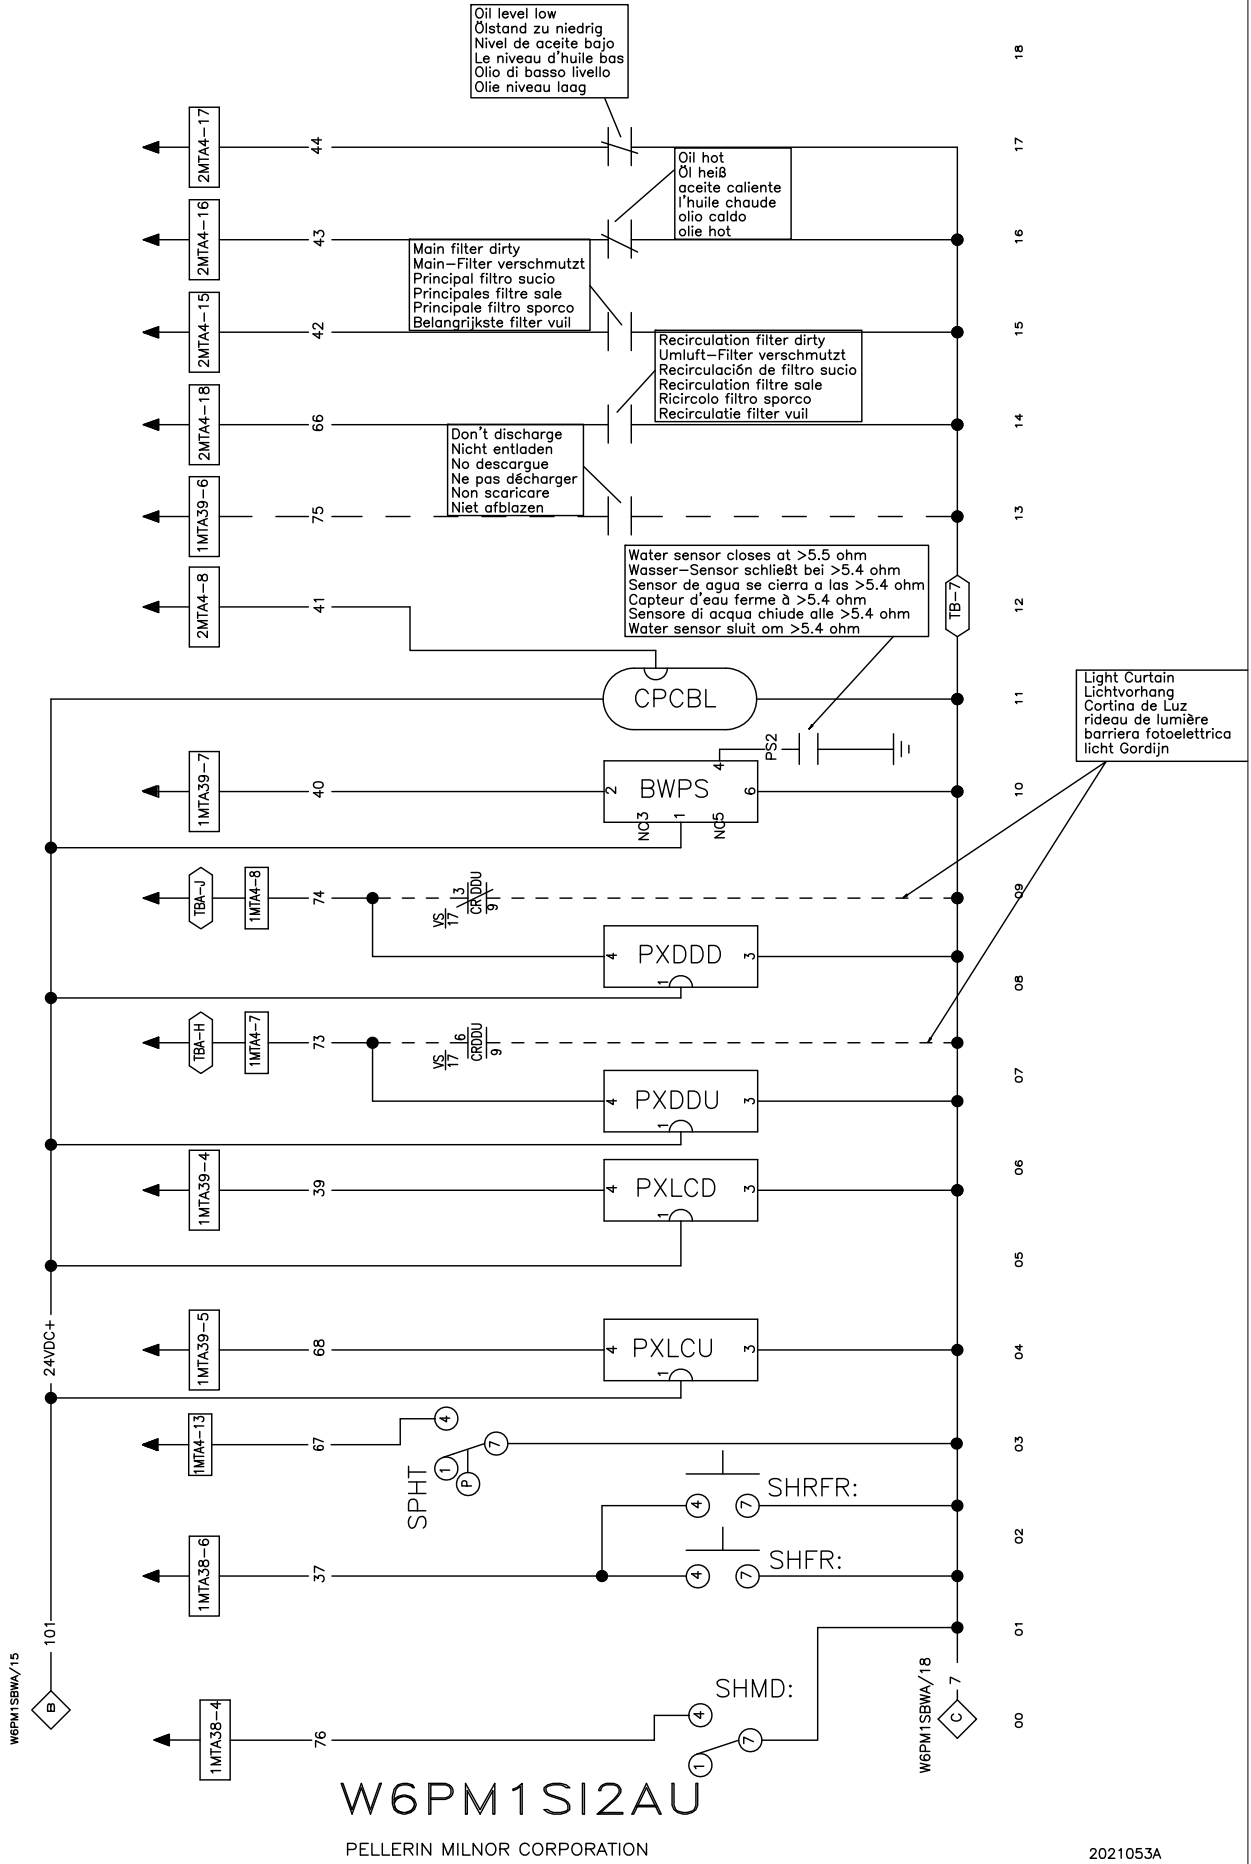 Oil level low
Ölstand zu niedrig
Nivel de aceite bajo
Le niveau d'huile bas
Olio di basso livello
Olie niveau laag
18
2MTA4-17
44
17
Oil hot
Öl heiß
aceite caliente
l'huile chaude
olio caldo
olie hot
2MTA4-16
43
16
Main filter dirty
Main-Filter verschmutzt
Principal filtro sucio
Principales filtre sale
Principale filtro sporco
Belangrijkste filter vuil
2MTA4-15
42
15
Recirculation filter dirty
Umluft-Filter verschmutzt
Recirculación de filtro sucio
Recirculation filtre sale
Ricircolo filtro sporco
Recirculatie filter vuil
2MTA4-18
66
14
Don't discharge
Nicht entladen
No descargue
Ne pas décharger
Non scaricare
Niet afblazen
1MTA39-6
75
13
Water sensor closes at >5.5 ohm
Wasser-Sensor schließt bei >5.4 ohm
Sensor de agua se cierra a las >5.4 ohm
Capteur d'eau ferme à >5.4 ohm
Sensore di acqua chiude alle >5.4 ohm
Water sensor sluit om >5.4 ohm
2MTA4-8
41
TB-7
12
CPCBL
11
Light Curtain
Lichtvorhang
Cortina de Luz
rideau de lumière
barriera fotoelettrica
licht Gordijn
PS2
4
1MTA39-7
40
2 BWPS 6
NC3 1 NC5
10
TBA-J
1MTA4-8
74
VS
17
3
CRDDU
9
09
4 PXDDD 3
1
08
TBA-H
1MTA4-7
73
VS
17
6
CRDDU
9
07
4 PXDDU 3
1
06
1MTA39-4
39
4 PXLCD 3
1
05
24VDC+
1MTA39-5
68
4 PXLCU 3
1
04
1MTA4-13
67
4
1
7
P
SPHT
03
SHRFR:
4 7
02
1MTA38-6
37
SHFR:
4 7
101
01
W6PM1SBWA/15
B
W6PM1SBWA/18
C
7
00
1MTA38-4
76
SHMD:
4
1
7
W6PM1SI2AU
PELLERIN MILNOR CORPORATION
2021053A